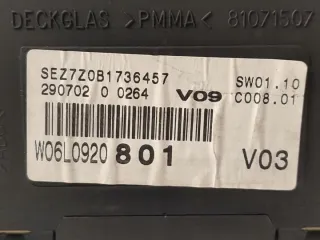 DECKGLAS >PMMA< 81071507
SEZ7Z0B1736457 SW01.10
290702 0 0264 V09 C008.01
W06L0920 801 V03